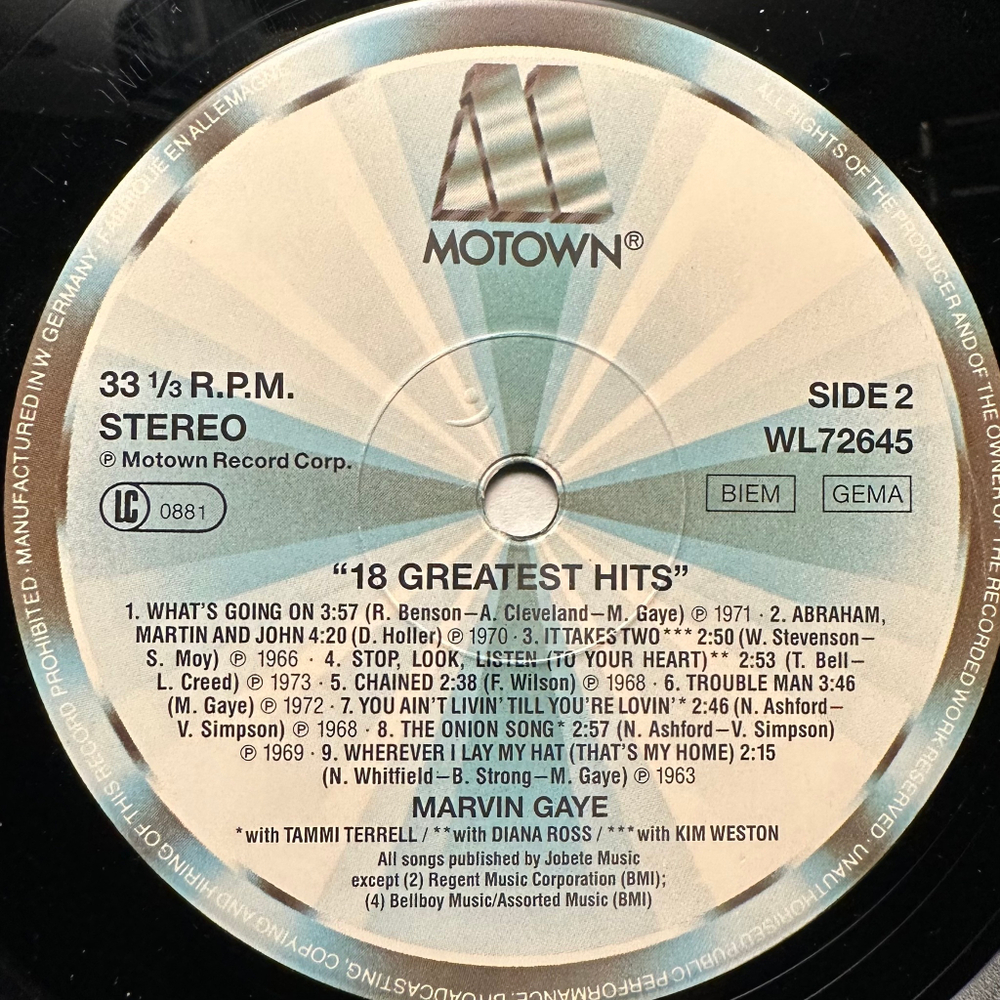 MOTOWN®
33 1/3 R.P.M.
STEREO
℗ Motown Record Corp.
LC 0881
SIDE 2
WL72645
BIEM GEMA
"18 GREATEST HITS"
1. WHAT'S GOING ON 3:57 (R. Benson–A. Cleveland–M. Gaye) ℗ 1971 · 2. ABRAHAM,
MARTIN AND JOHN 4:20 (D. Holler) ℗ 1970 · 3. IT TAKES TWO*** 2:50 (W. Stevenson–
S. Moy) ℗ 1966 · 4. STOP, LOOK, LISTEN (TO YOUR HEART)** 2:53 (T. Bell–
L. Creed) ℗ 1973 · 5. CHAINED 2:38 (F. Wilson) ℗ 1968 · 6. TROUBLE MAN 3:46
(M. Gaye) ℗ 1972 · 7. YOU AIN'T LIVIN' TILL YOU'RE LOVIN'* 2:46 (N. Ashford–
V. Simpson) ℗ 1968 · 8. THE ONION SONG* 2:57 (N. Ashford–V. Simpson)
℗ 1969 · 9. WHEREVER I LAY MY HAT (THAT'S MY HOME) 2:15
(N. Whitfield–B. Strong–M. Gaye) ℗ 1963
MARVIN GAYE
*with TAMMI TERRELL / **with DIANA ROSS / ***with KIM WESTON
All songs published by Jobete Music
except (2) Regent Music Corporation (BMI);
(4) Bellboy Music/Assorted Music (BMI)
ALL RIGHTS OF THE PRODUCER AND OF THE OWNER OF THE RECORDED WORK RESERVED · UNAUTHORISED PUBLIC PERFORMANCE, BROADCASTING, COPYING AND HIRING OF THIS RECORD PROHIBITED · MANUFACTURED IN W. GERMANY. FABRIQUÉ EN ALLEMAGNE